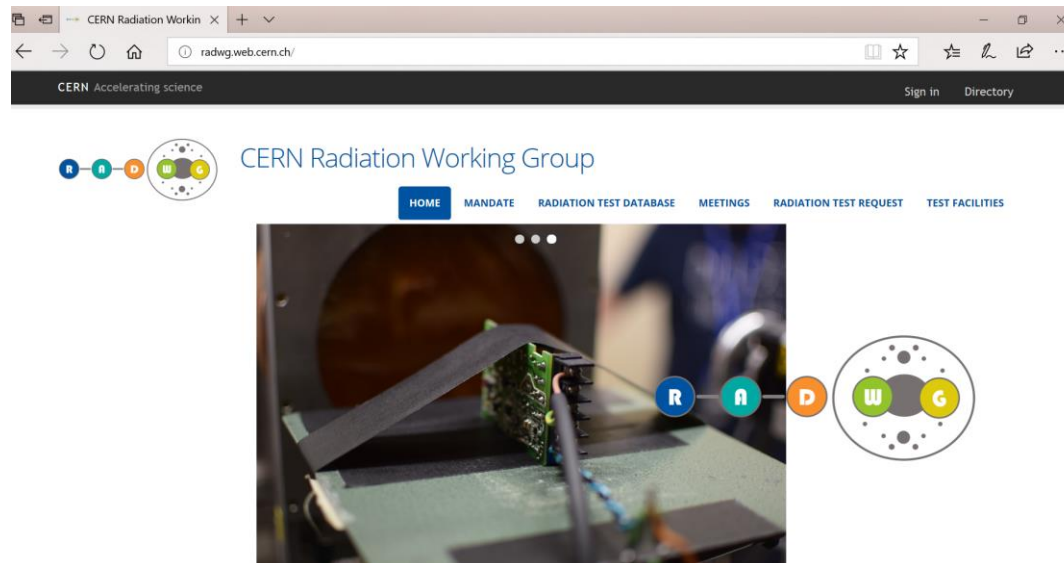 CERN Radiation Workin
radwg.web.cern.ch/
CERN Accelerating science
Sign in Directory
R A D W G
CERN Radiation Working Group
HOME MANDATE RADIATION TEST DATABASE MEETINGS RADIATION TEST REQUEST TEST FACILITIES
R A D W G